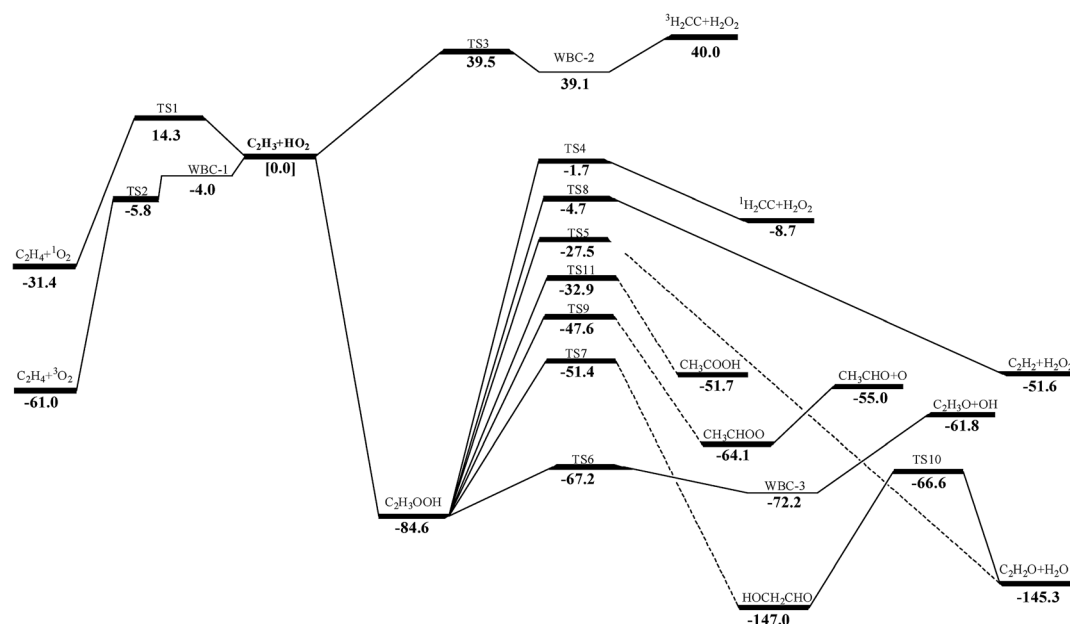 ³H₂CC+H₂O₂
40.0
TS3
39.5
WBC-2
39.1
TS1
14.3
C₂H₃+HO₂
[0.0]
WBC-1
-4.0
TS2
-5.8
TS4
-1.7
TS8
-4.7
¹H₂CC+H₂O₂
-8.7
TS5
-27.5
C₂H₄+¹O₂
-31.4
TS11
-32.9
TS9
-47.6
TS7
-51.4
CH₃COOH
-51.7
C₂H₂+H₂O₂
-51.6
CH₃CHO+O
-55.0
C₂H₄+³O₂
-61.0
C₂H₃O+OH
-61.8
CH₃CHOO
-64.1
TS6
-67.2
TS10
-66.6
WBC-3
-72.2
C₂H₃OOH
-84.6
C₂H₂O+H₂O
-145.3
HOCH₂CHO
-147.0